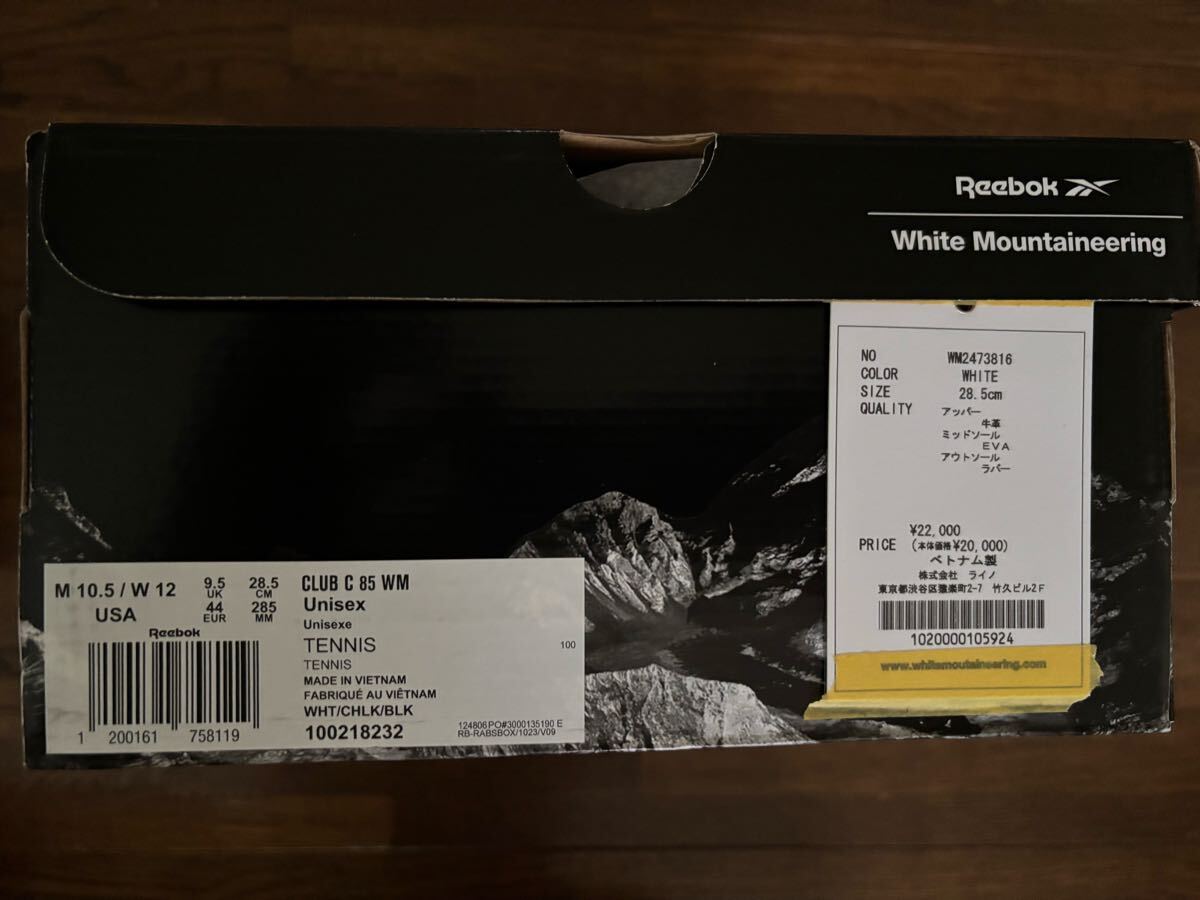 Reebok
White Mountaineering
NO WM2473816
COLOR WHITE
SIZE 28.5cm
QUALITY アッパー
牛革
ミッドソール
EVA
アウトソール
ラバー
¥22,000
PRICE (本体価格¥20,000)
ベトナム製
株式会社 ライノ
東京都渋谷区猿楽町2-7 竹久ビル2F
1020000105924
www.whitemoutaineering.com
M 10.5 / W 12
USA
9.5 28.5
UK CM
44 285
EUR MM
Reebok
1 200161 758119
CLUB C 85 WM
Unisex
Unisexe
TENNIS
100
TENNIS
MADE IN VIETNAM
FABRIQUÉ AU VIÊTNAM
WHT/CHLK/BLK
100218232
124806PO#3000135190 E
RB-RABSBOX/1023/V09